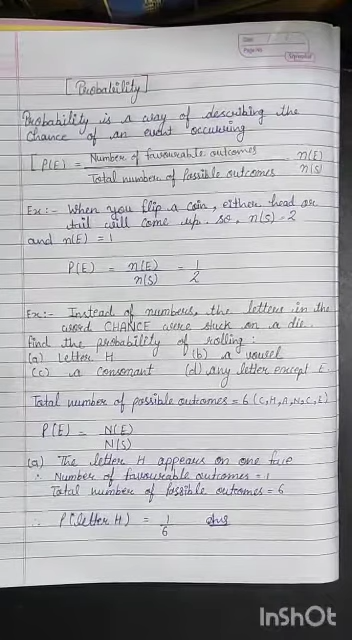 Date
Page No.
[Probability]
Probability is a way of describing the
chance of an event occurring
[P(E) = Number of favourable outcomes = n(E)
Total number of possible outcomes n(S)
Ex:- When you flip a coin, either head or
tail will come up. so, n(S) = 2
and n(E) = 1
P(E) = n(E) = 1
n(S) 2
Ex:- Instead of numbers, the letters in the
word CHANCE were stuck on a die.
find the probability of rolling:
(a) Letter H (b) a vowel
(c) a consonant (d) any letter except E.
Total number of possible outcomes = 6 (C,H,A,N,C,E)
P(E) = N(E)
N(S)
(a) The letter H appears on one face
∴ Number of favourable outcomes = 1
Total number of possible outcomes = 6
∴ P(letter H) = 1 Ans
6
InShOt